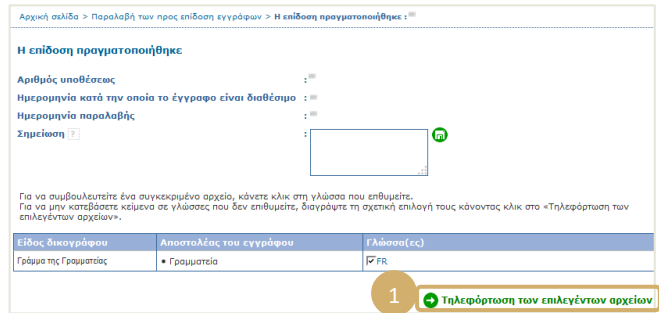 Αρχική σελίδα > Παραλαβή των προς επίδοση εγγράφων > Η επίδοση πραγματοποιήθηκε :
Η επίδοση πραγματοποιήθηκε
Αριθμός υποθέσεως :
Ημερομηνία κατά την οποία το έγγραφο είναι διαθέσιμο :
Ημερομηνία παραλαβής :
Σημείωση ? :
Για να συμβουλευτείτε ένα συγκεκριμένο αρχείο, κάνετε κλικ στη γλώσσα που επθυμείτε.
Για να μην κατεβάσετε κείμενα σε γλώσσες που δεν επιθυμείτε, διαγράψτε τη σχετική επιλογή τους κάνοντας κλικ στο «Τηλεφόρτωση των
επιλεγέντων αρχείων».
Είδος δικογράφου Αποστολέας του εγγράφου Γλώσσα(ες)
Γράμμα της Γραμματείας • Γραμματεία FR
1 Τηλεφόρτωση των επιλεγέντων αρχείων